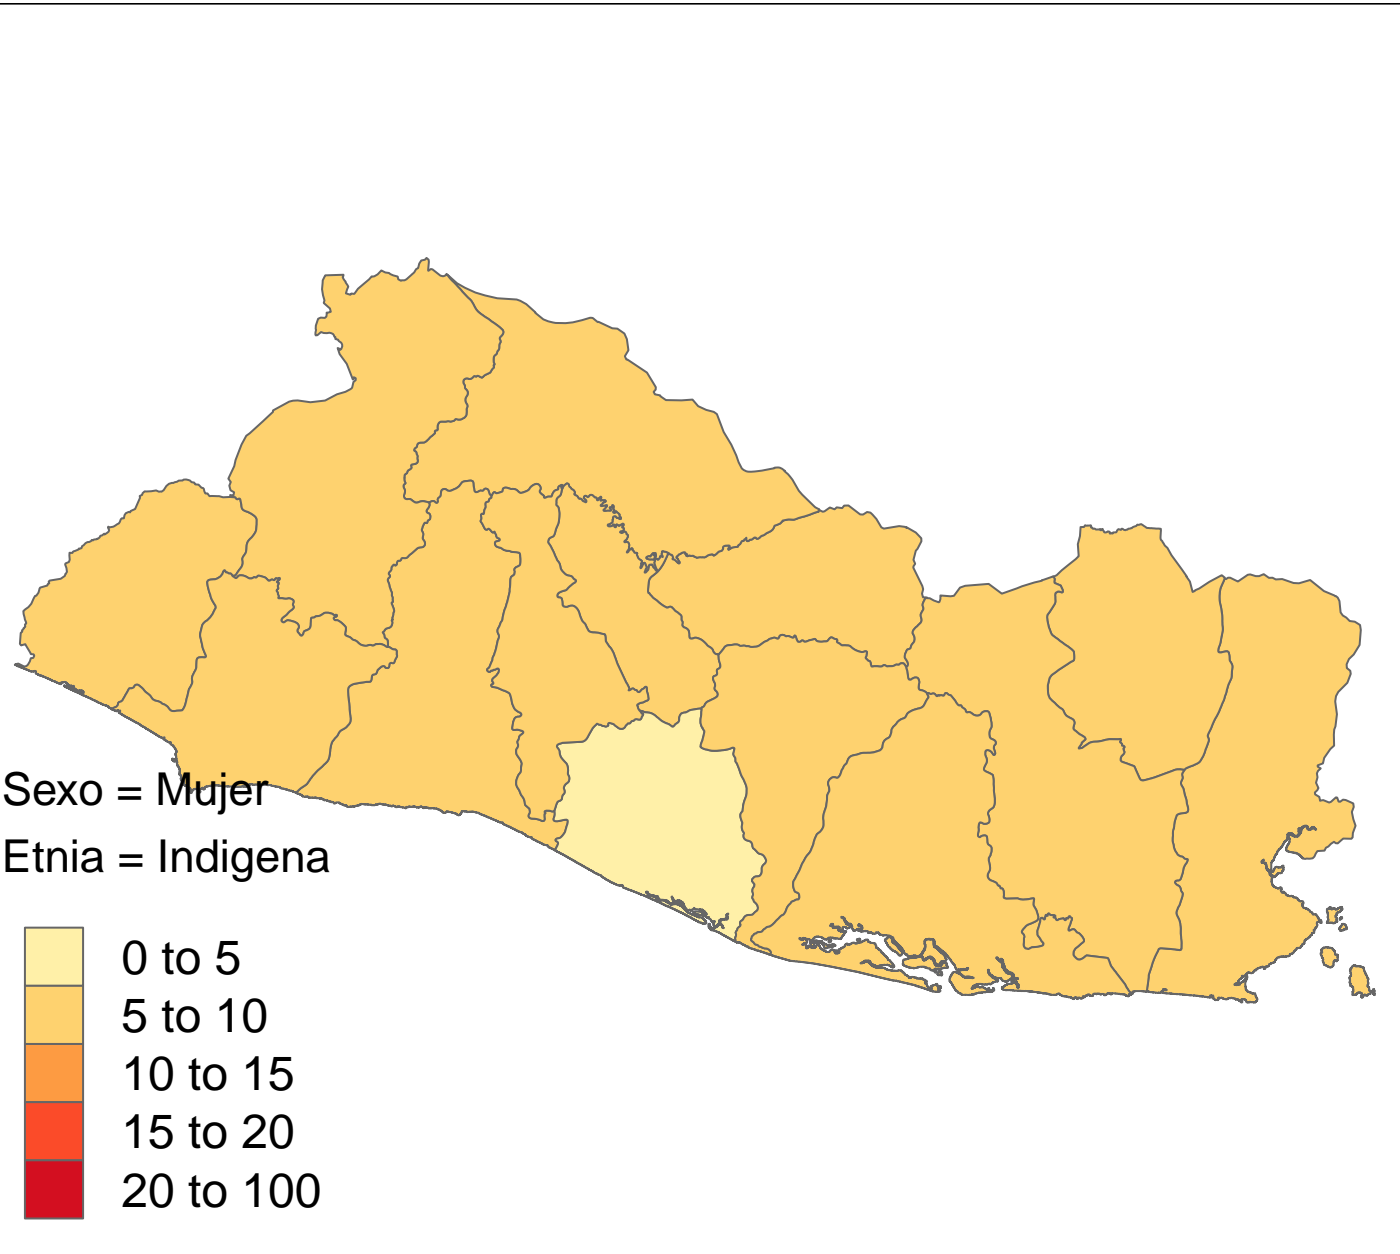 Sexo = Mujer
Etnia = Indigena
0 to 5
5 to 10
10 to 15
15 to 20
20 to 100